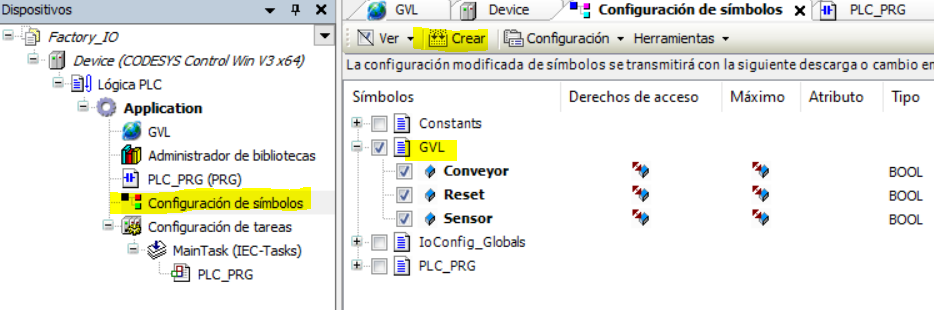 Dispositivos
Factory_IO
Device (CODESYS Control Win V3 x64)
Lógica PLC
Application
GVL
Administrador de bibliotecas
PLC_PRG (PRG)
Configuración de símbolos
Configuración de tareas
MainTask (IEC-Tasks)
PLC_PRG
GVL Device Configuración de símbolos PLC_PRG
Ver Crear Configuración Herramientas
La configuración modificada de símbolos se transmitirá con la siguiente descarga o cambio en
Símbolos Derechos de acceso Máximo Atributo Tipo
Constants
GVL
Conveyor BOOL
Reset BOOL
Sensor BOOL
IoConfig_Globals
PLC_PRG